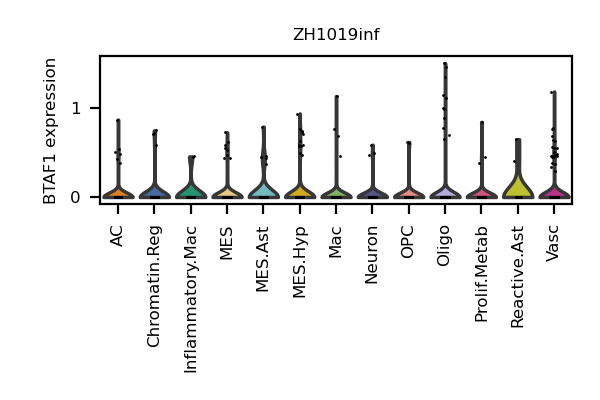 ZH1019inf
BTAF1 expression
1
0
AC
Chromatin.Reg
Inflammatory.Mac
MES
MES.Ast
MES.Hyp
Mac
Neuron
OPC
Oligo
Prolif.Metab
Reactive.Ast
Vasc